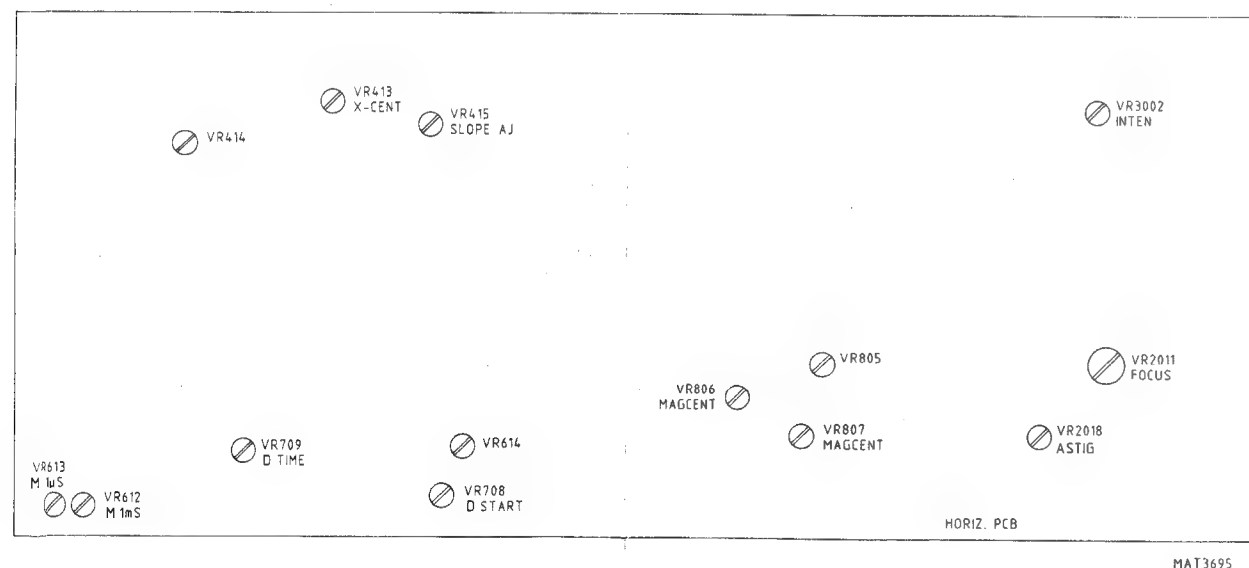 VR413
X-CENT
VR415
SLOPE AJ
VR414
VR3002
INTEN
VR805
VR2011
FOCUS
VR806
MAGCENT
VR807
MAGCENT
VR2018
ASTIG
VR709
D TIME
VR614
VR613
M 1µS
VR612
M 1mS
VR708
D START
HORIZ. PCB
MAT3695